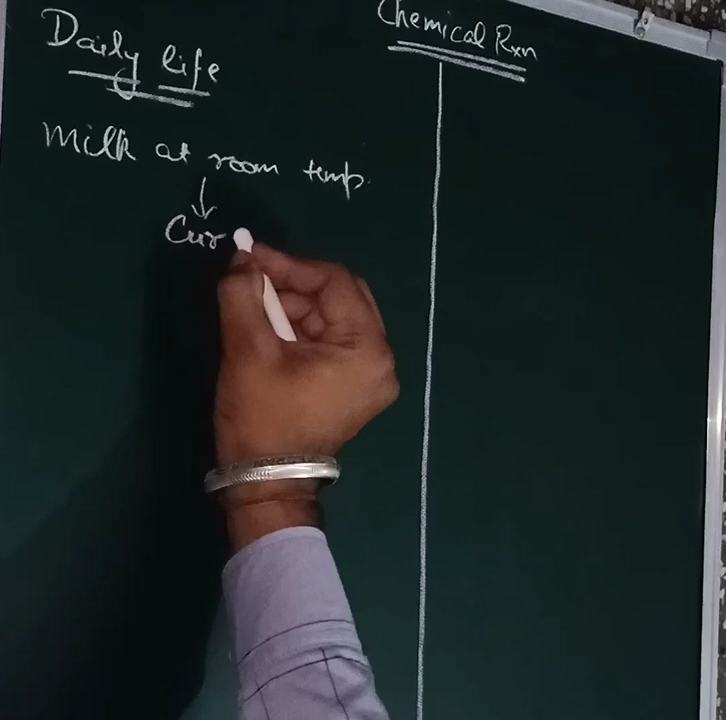 Daily life
Chemical Rxn
Milk at room temp.
↓
Cur